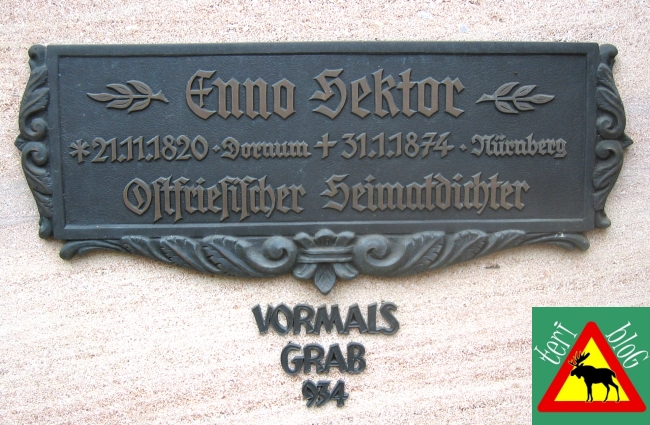 Enno Hektor
*21.11.1820 · Dornum + 31.1.1874 · Nürnberg
Ostfriesischer Heimatdichter
VORMALS
GRAB
934
teri bloG